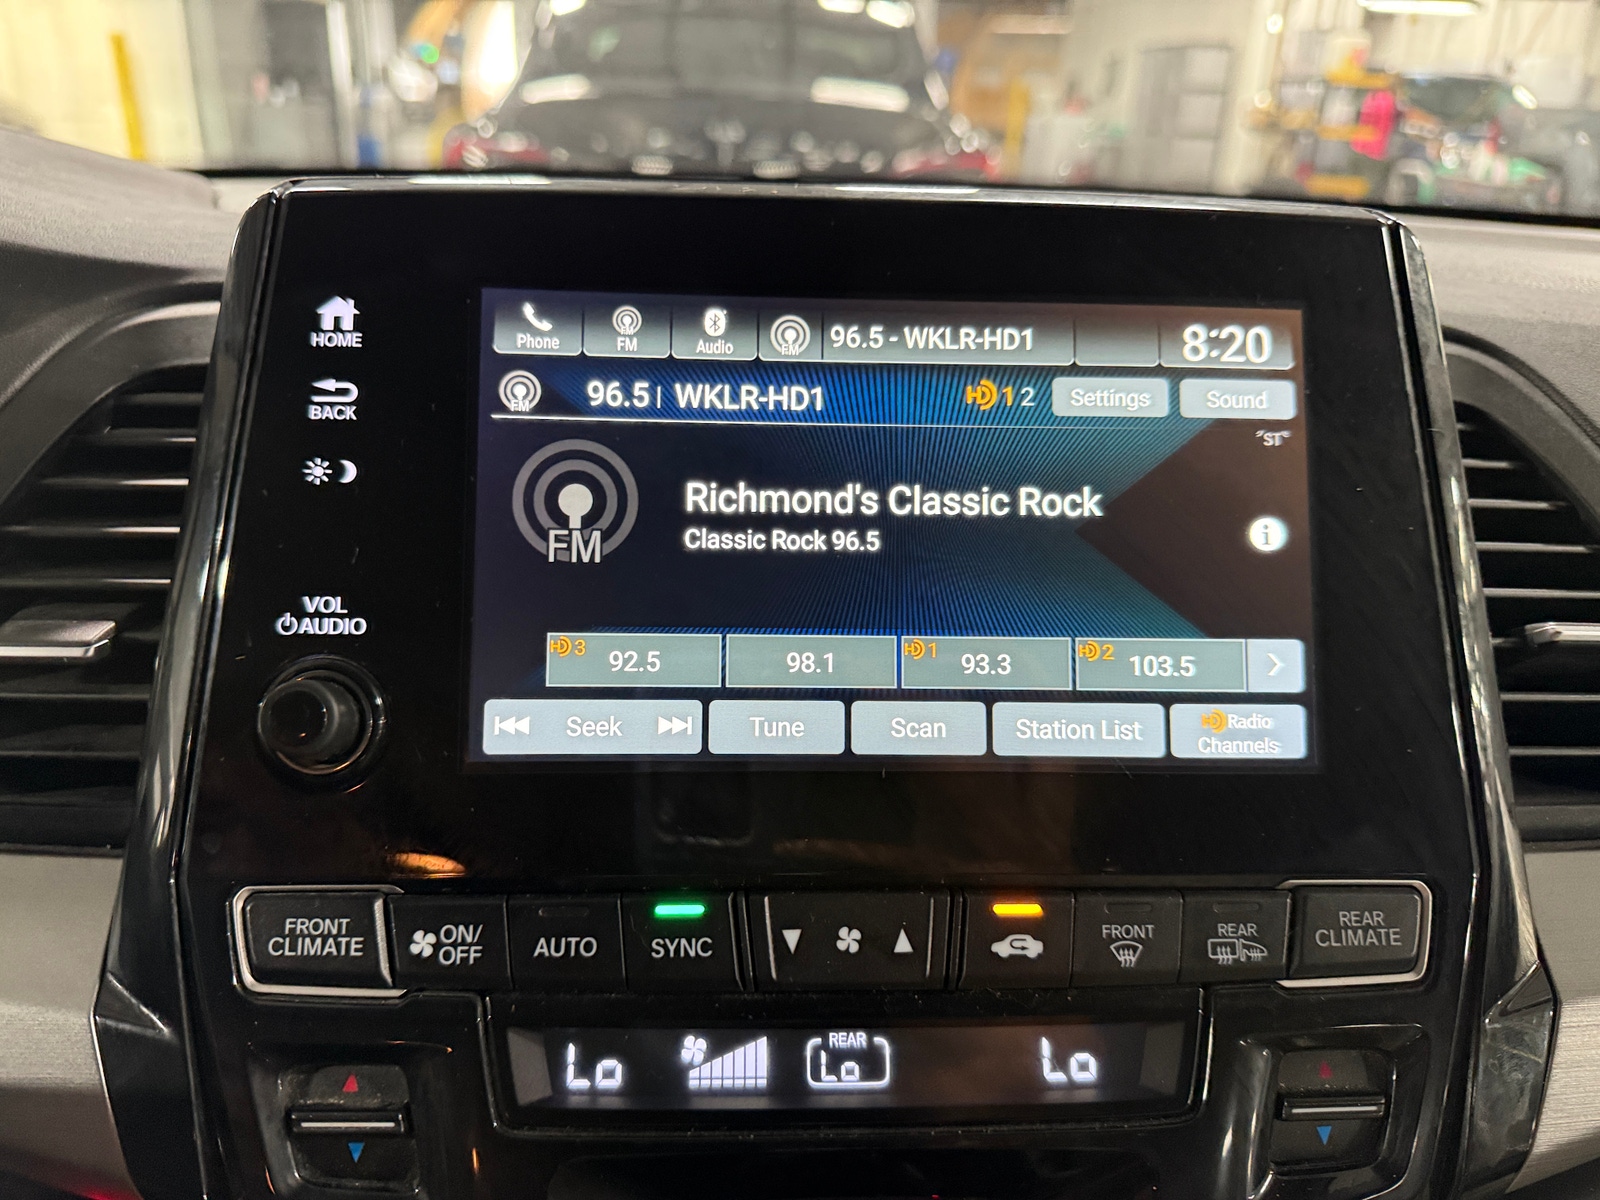 HOME
BACK
VOL
AUDIO
Phone
FM
Audio
FM
96.5 - WKLR-HD1
8:20
FM
96.5 | WKLR-HD1
HD 1 2
Settings
Sound
"ST"
FM
Richmond's Classic Rock
Classic Rock 96.5
i
HD 3
92.5
98.1
HD 1
93.3
HD 2
103.5
Seek
Tune
Scan
Station List
HD Radio
Channels
FRONT
CLIMATE
ON/
OFF
AUTO
SYNC
FRONT
REAR
REAR
CLIMATE
Lo
REAR
Lo
Lo